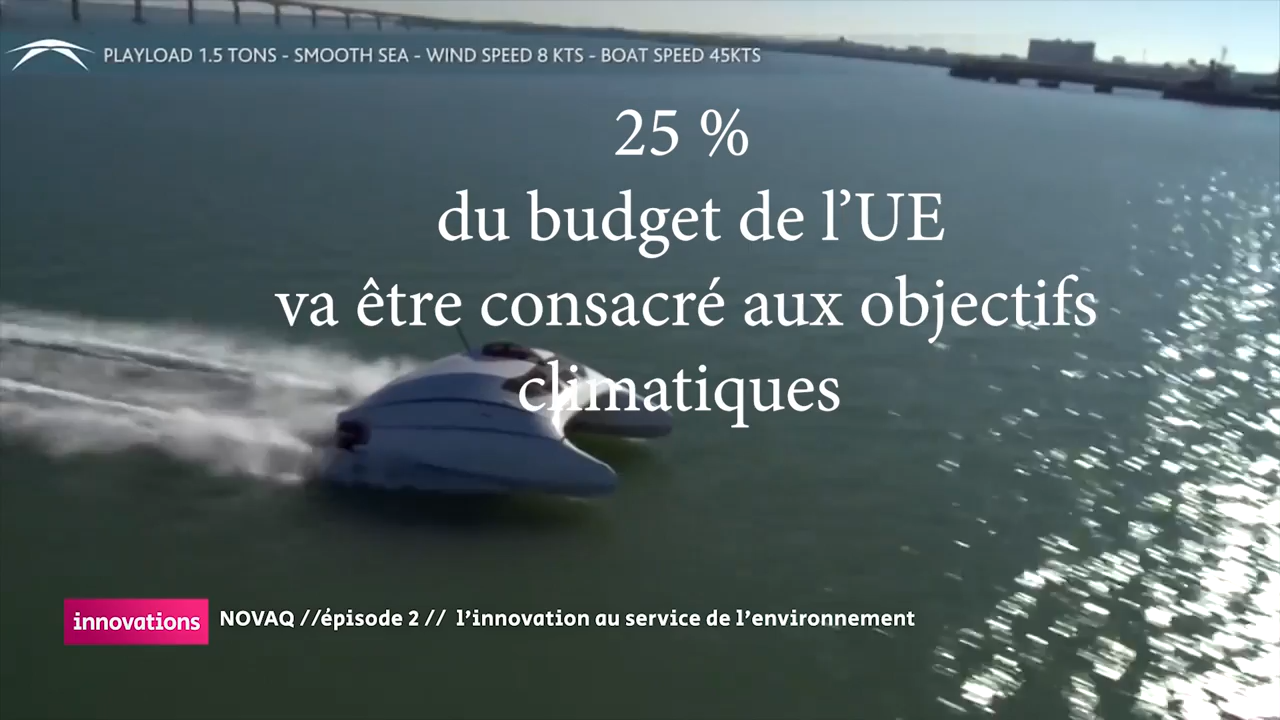 PLAYLOAD 1.5 TONS - SMOOTH SEA - WIND SPEED 8 KTS - BOAT SPEED 45KTS
25 %
du budget de l’UE
va être consacré aux objectifs
climatiques
innovations NOVAQ //épisode 2 // l’innovation au service de l’environnement